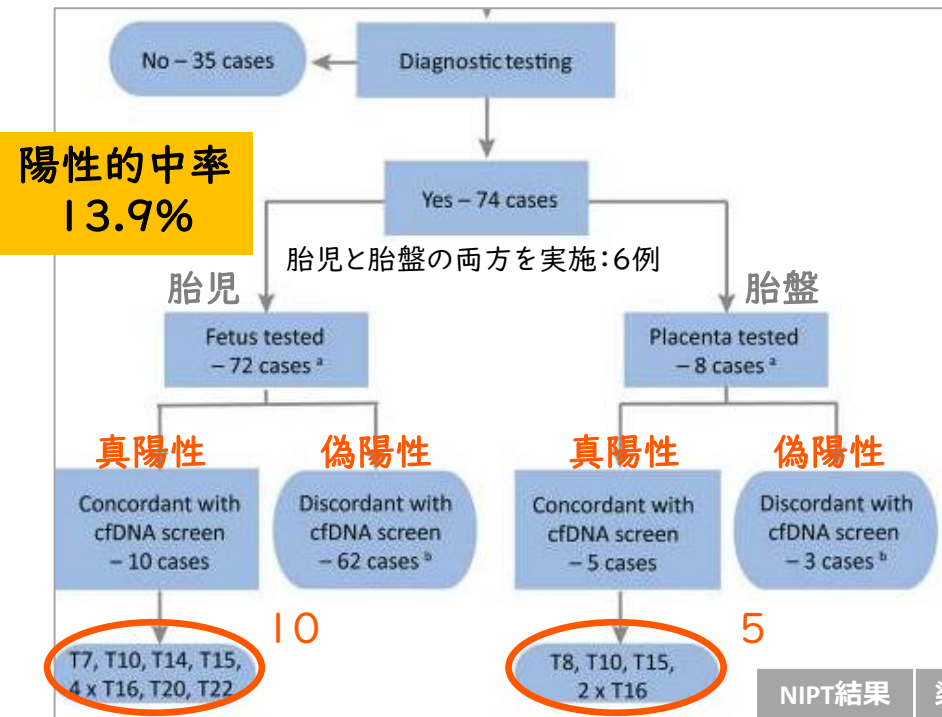 No – 35 cases
Diagnostic testing
陽性的中率
13.9%
Yes – 74 cases
胎児と胎盤の両方を実施：6例
胎児
胎盤
Fetus tested
– 72 cases ᵃ
Placenta tested
– 8 cases ᵃ
真陽性
偽陽性
真陽性
偽陽性
Concordant with
cfDNA screen
– 10 cases
Discordant with
cfDNA screen
– 62 cases ᵇ
Concordant with
cfDNA screen
– 5 cases
Discordant with
cfDNA screen
– 3 cases ᵇ
10
5
T7, T10, T14, T15,
4 x T16, T20, T22
T8, T10, T15,
2 x T16
NIPT結果